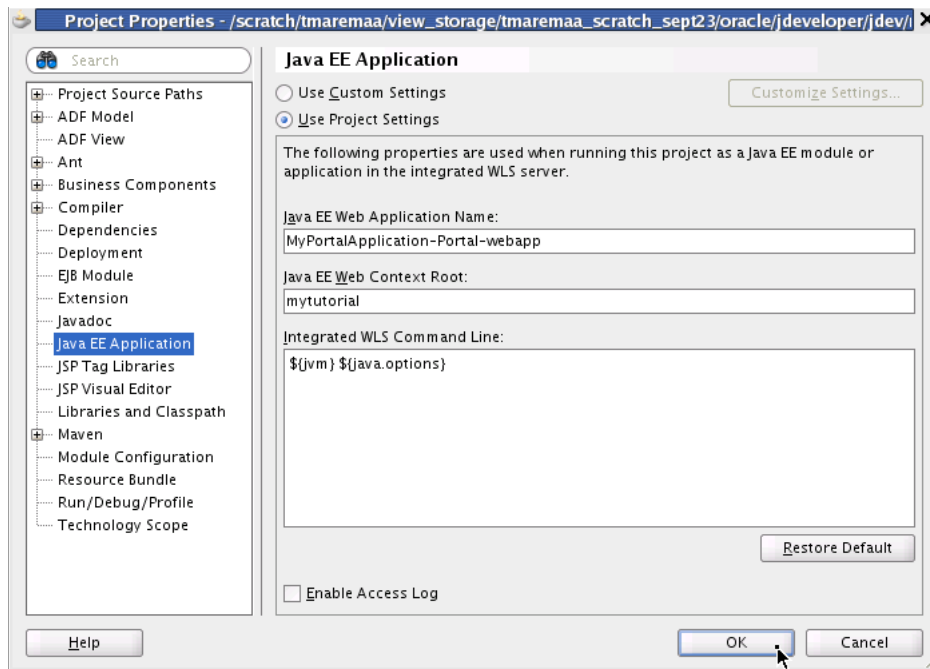 Project Properties - /scratch/tmaremaa/view_storage/tmaremaa_scratch_sept23/oracle/jdeveloper/jdev/
Search
Project Source Paths
ADF Model
ADF View
Ant
Business Components
Compiler
Dependencies
Deployment
EJB Module
Extension
Javadoc
Java EE Application
JSP Tag Libraries
JSP Visual Editor
Libraries and Classpath
Maven
Module Configuration
Resource Bundle
Run/Debug/Profile
Technology Scope
Java EE Application
Use Custom Settings
Customize Settings...
Use Project Settings
The following properties are used when running this project as a Java EE module or
application in the integrated WLS server.
Java EE Web Application Name:
MyPortalApplication-Portal-webapp
Java EE Web Context Root:
mytutorial
Integrated WLS Command Line:
${jvm} ${java.options}
Restore Default
Enable Access Log
Help
OK
Cancel